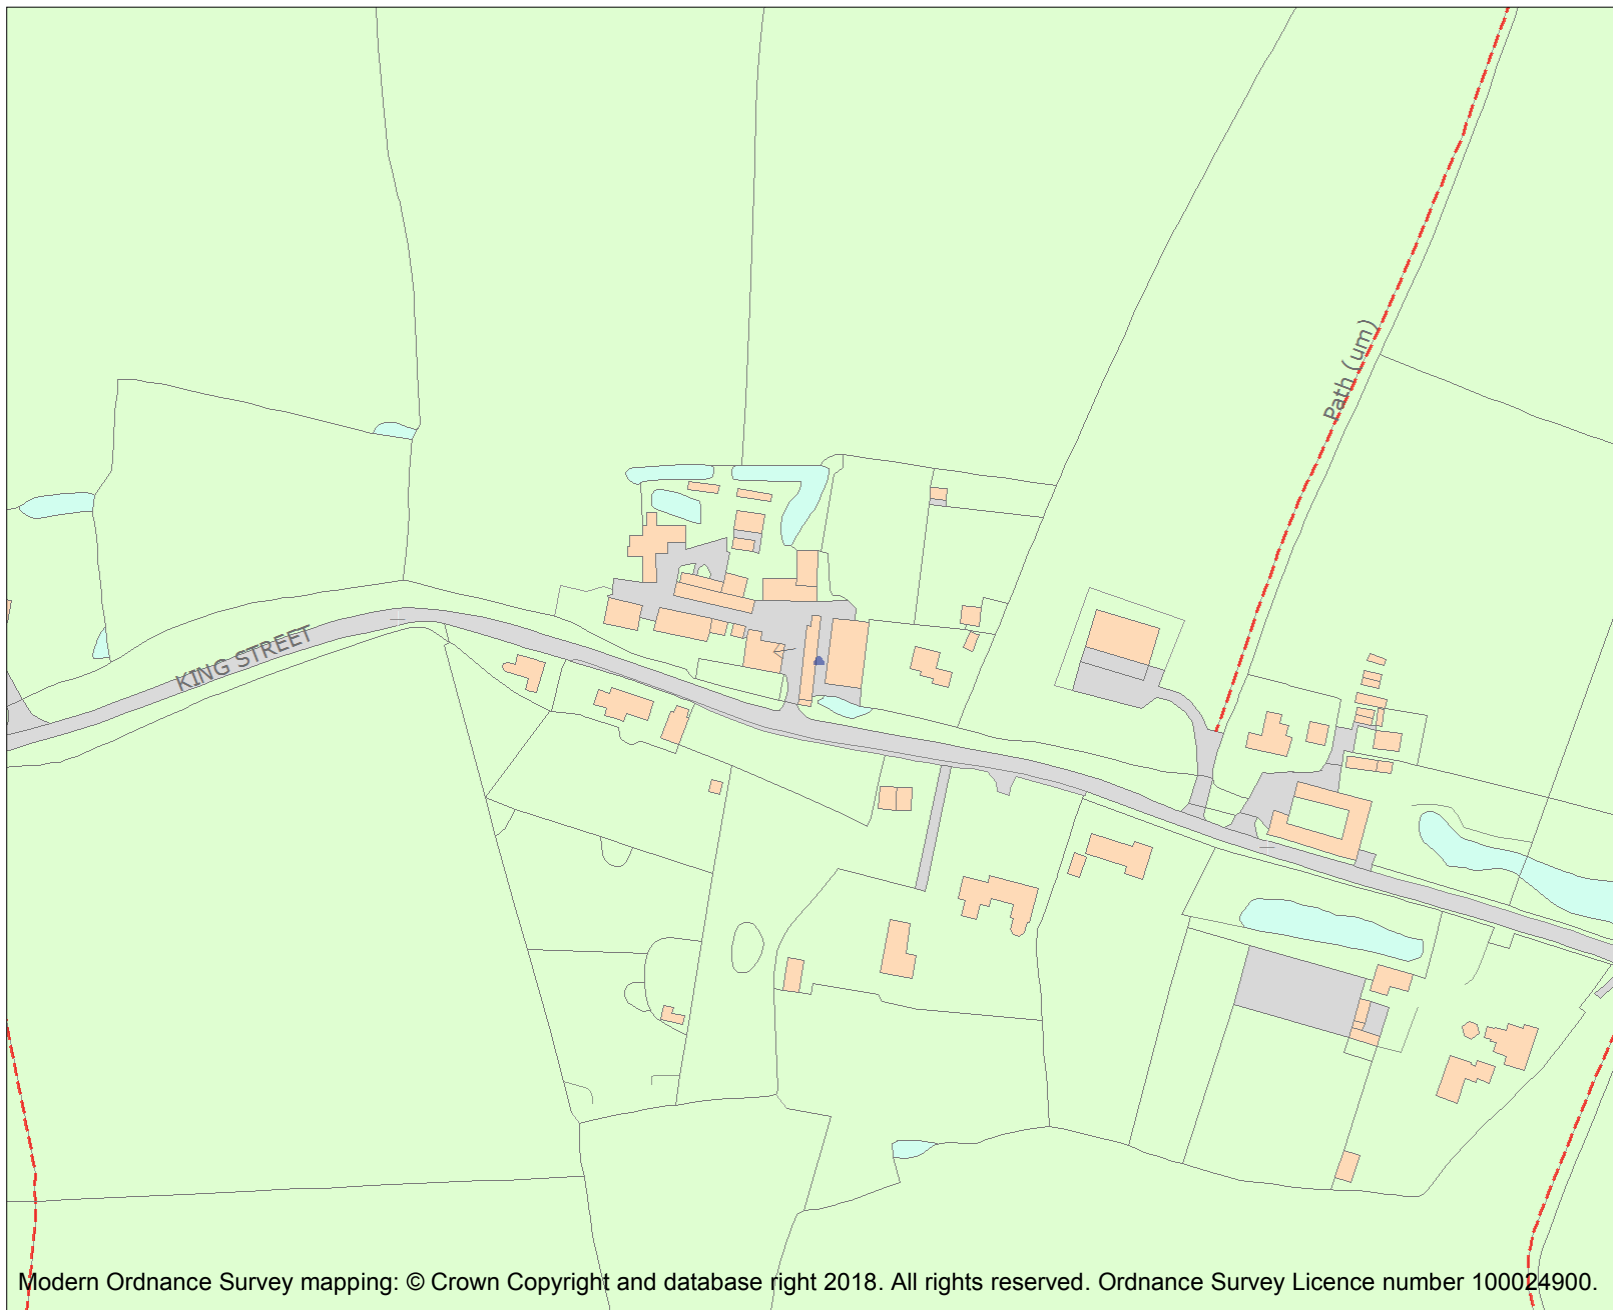 Path (um)
KING STREET
Modern Ordnance Survey mapping: © Crown Copyright and database right 2018. All rights reserved. Ordnance Survey Licence number 100024900.